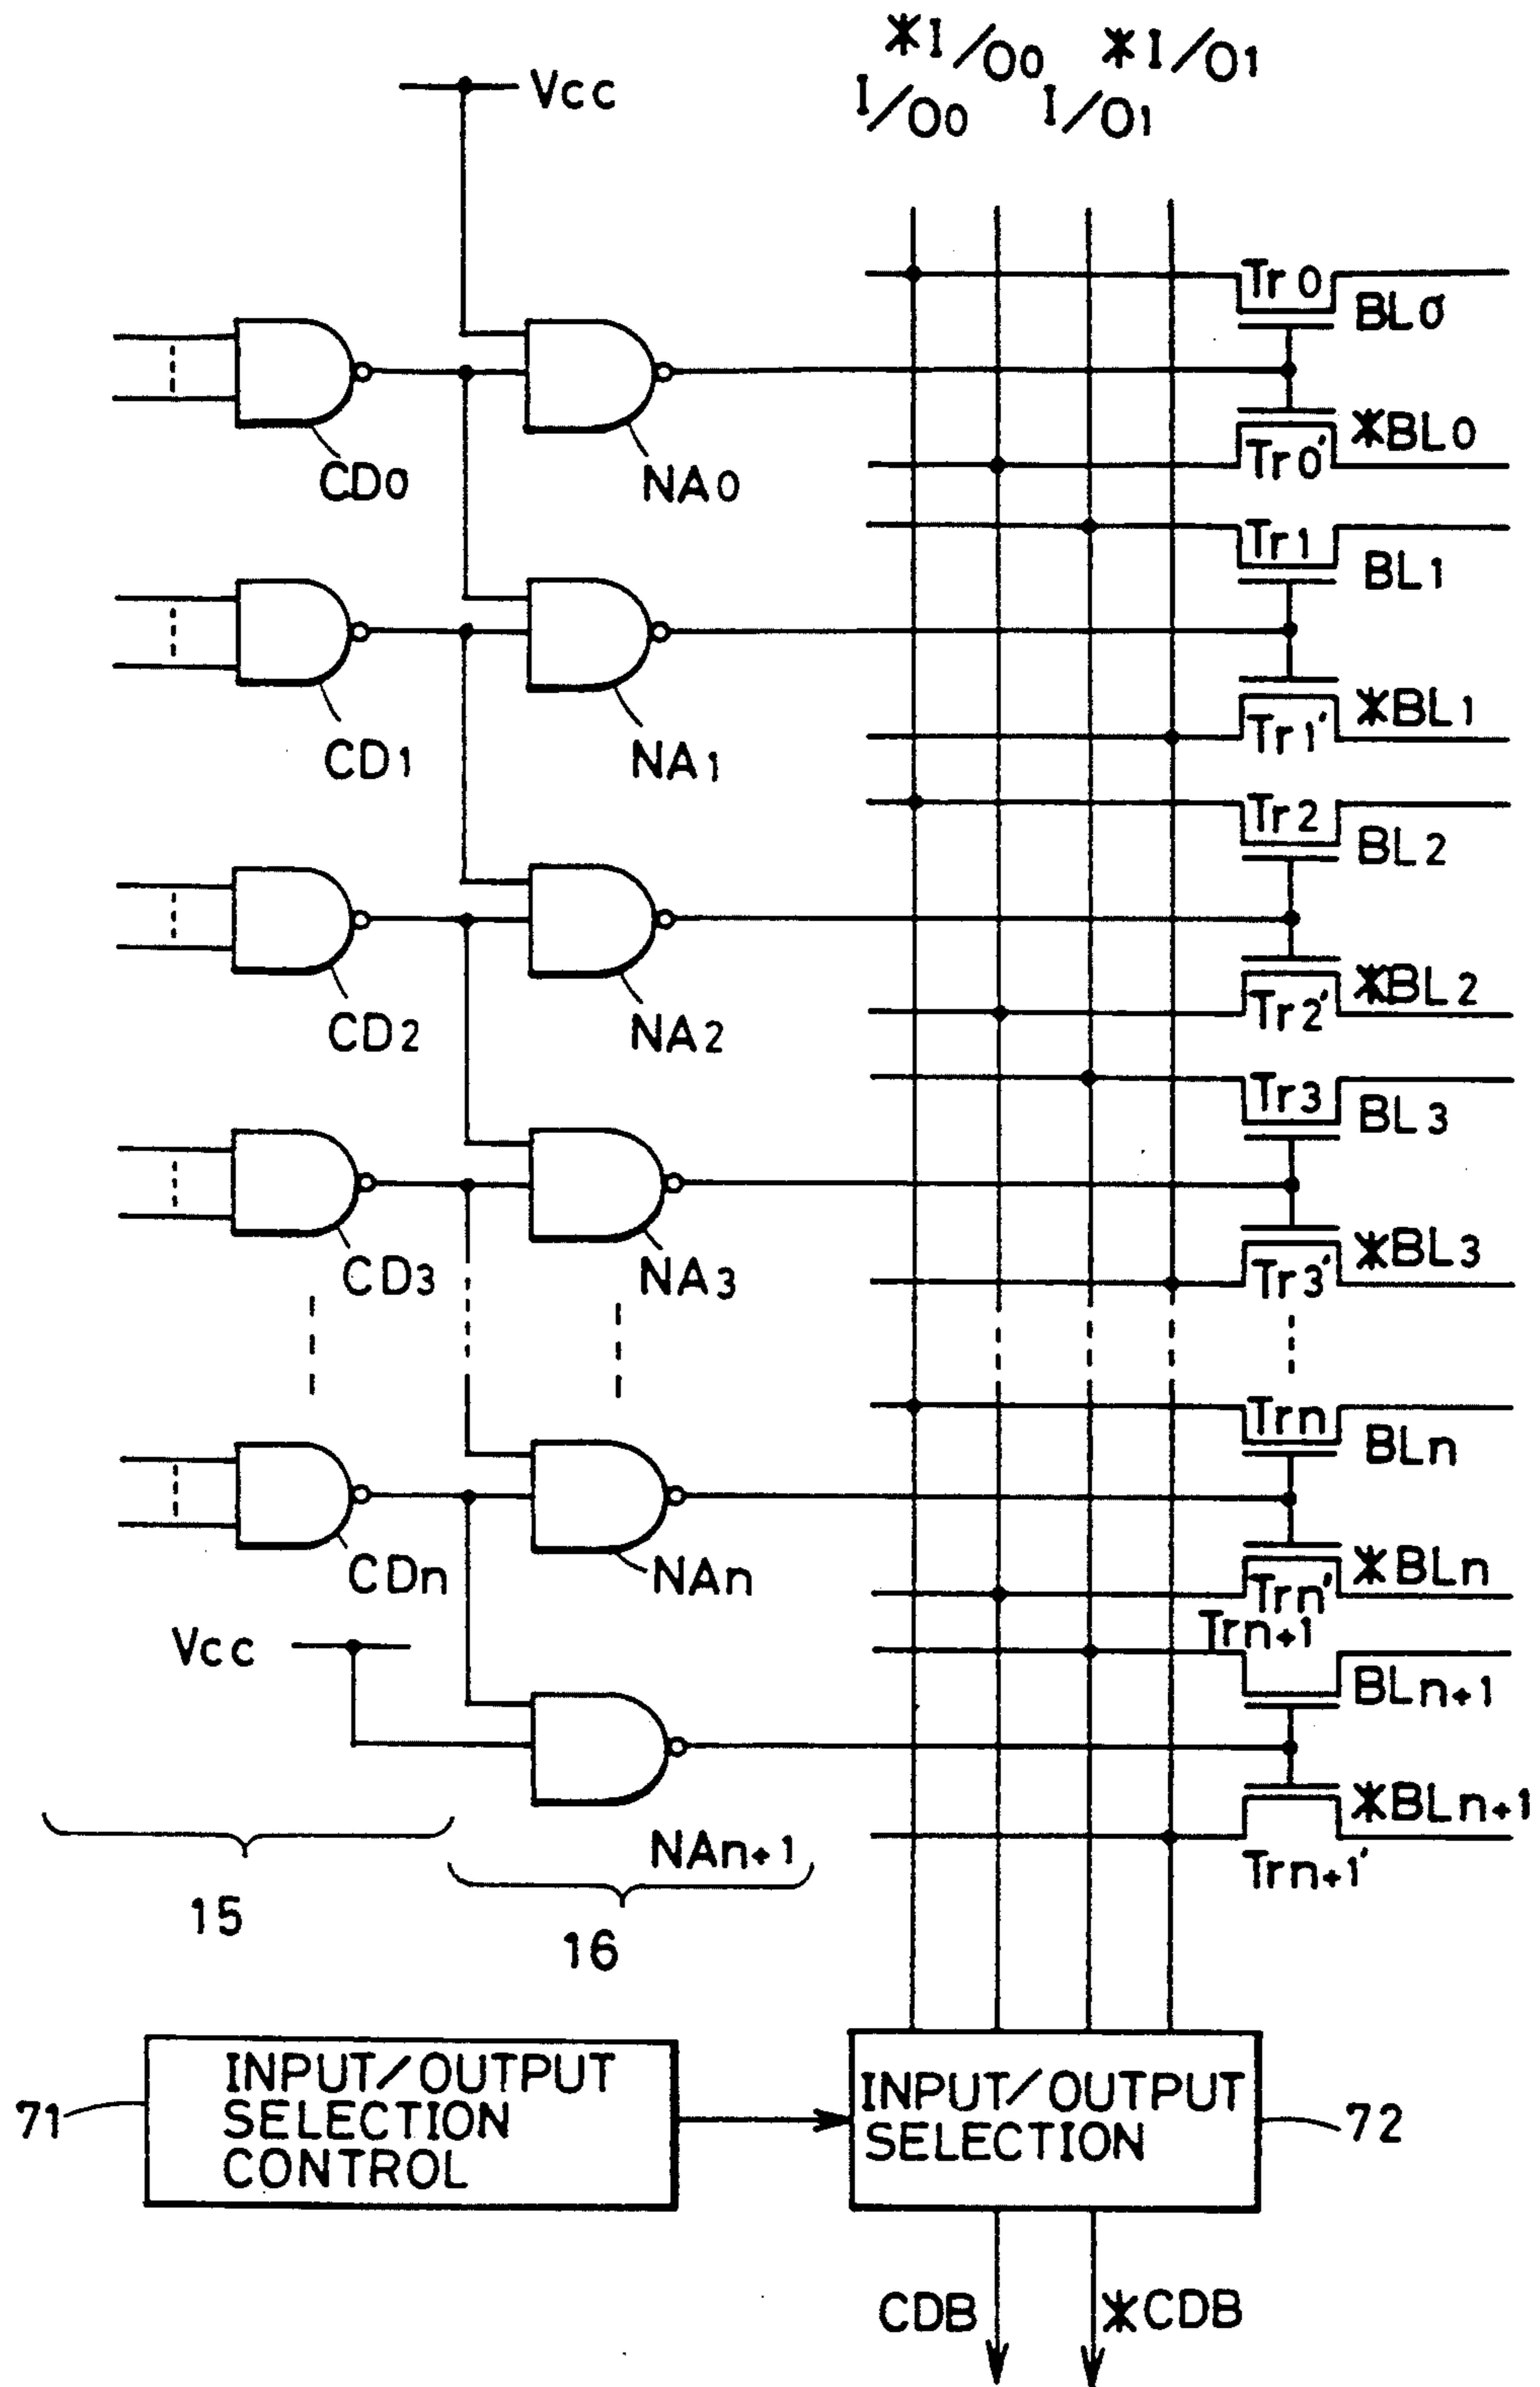 *I/O0 *I/O1
I/O0 I/O1
Vcc
Tr0
BL0
CD0
NA0
*BL0
Tr0'
Tr1
BL1
CD1
NA1
*BL1
Tr1'
Tr2
BL2
CD2
NA2
*BL2
Tr2'
Tr3
BL3
CD3
NA3
*BL3
Tr3'
Trn
BLn
CDn
NAn
*BLn
Trn'
Vcc
Trn+1
BLn+1
NAn+1
*BLn+1
Trn+1'
15
16
71
INPUT/OUTPUT
SELECTION
CONTROL
INPUT/OUTPUT
SELECTION
72
CDB
*CDB